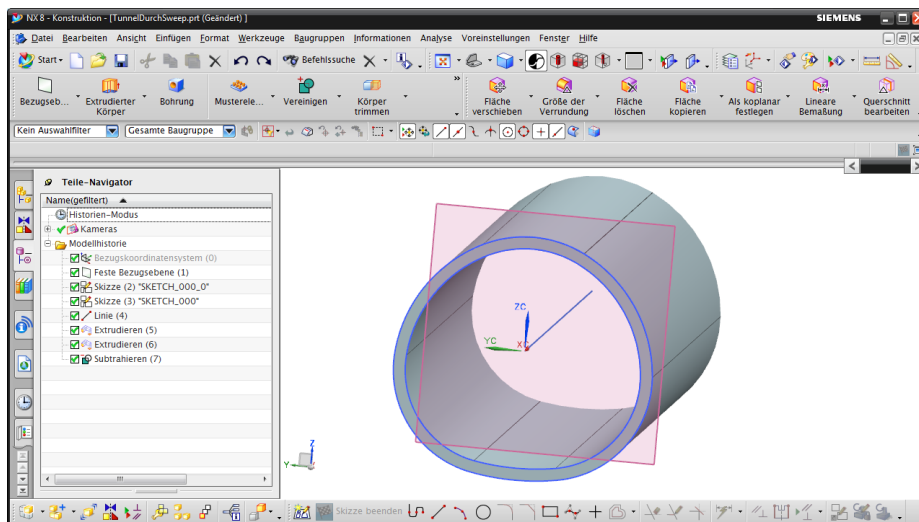 NX 8 - Konstruktion - [TunnelDurchSweep.prt (Geändert) ]
SIEMENS
Datei Bearbeiten Ansicht Einfügen Format Werkzeuge Baugruppen Informationen Analyse Voreinstellungen Fenster Hilfe
Start
Befehlssuche
Bezugseb... Extrudierter Körper Bohrung Musterele... Vereinigen Körper trimmen Fläche verschieben Größe der Verrundung Fläche löschen Fläche kopieren Als koplanar festlegen Lineare Bemaßung Querschnitt bearbeiten
Kein Auswahlfilter Gesamte Baugruppe
Teile-Navigator
Name(gefiltert)
Historien-Modus
Kameras
Modellhistorie
Bezugskoordinatensystem (0)
Feste Bezugsebene (1)
Skizze (2) "SKETCH_000_0"
Skizze (3) "SKETCH_000"
Linie (4)
Extrudieren (5)
Extrudieren (6)
Subtrahieren (7)
ZC
YC
XC
Z
Y
Skizze beenden